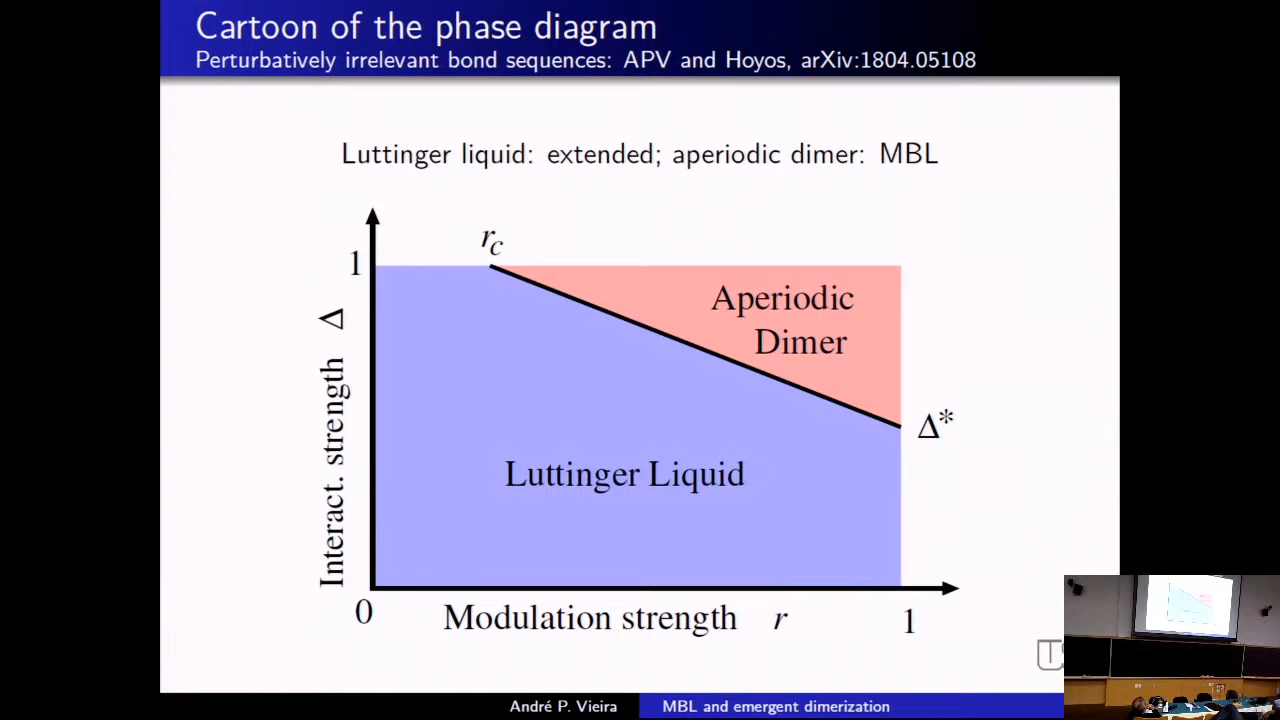 Cartoon of the phase diagram
Perturbatively irrelevant bond sequences: APV and Hoyos, arXiv:1804.05108
Luttinger liquid: extended; aperiodic dimer: MBL
r_c
1
Aperiodic
Dimer
Interact. strength Δ
Δ*
Luttinger Liquid
0
Modulation strength r
1
André P. Vieira
MBL and emergent dimerization